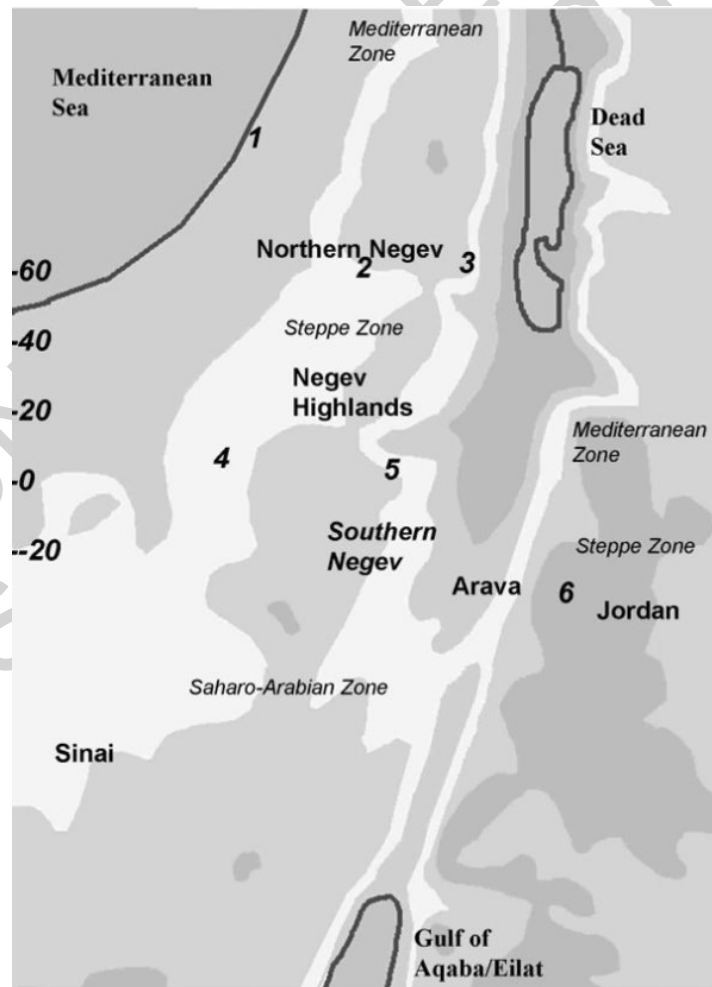 Mediterranean
Zone
Mediterranean
Sea
Dead
Sea
1
Northern Negev
2
3
-60
Steppe Zone
-40
Negev
Highlands
-20
Mediterranean
Zone
4
5
-0
Southern
Negev
--20
Steppe Zone
Arava
6
Jordan
Saharo-Arabian Zone
Sinai
Gulf of
Aqaba/Eilat